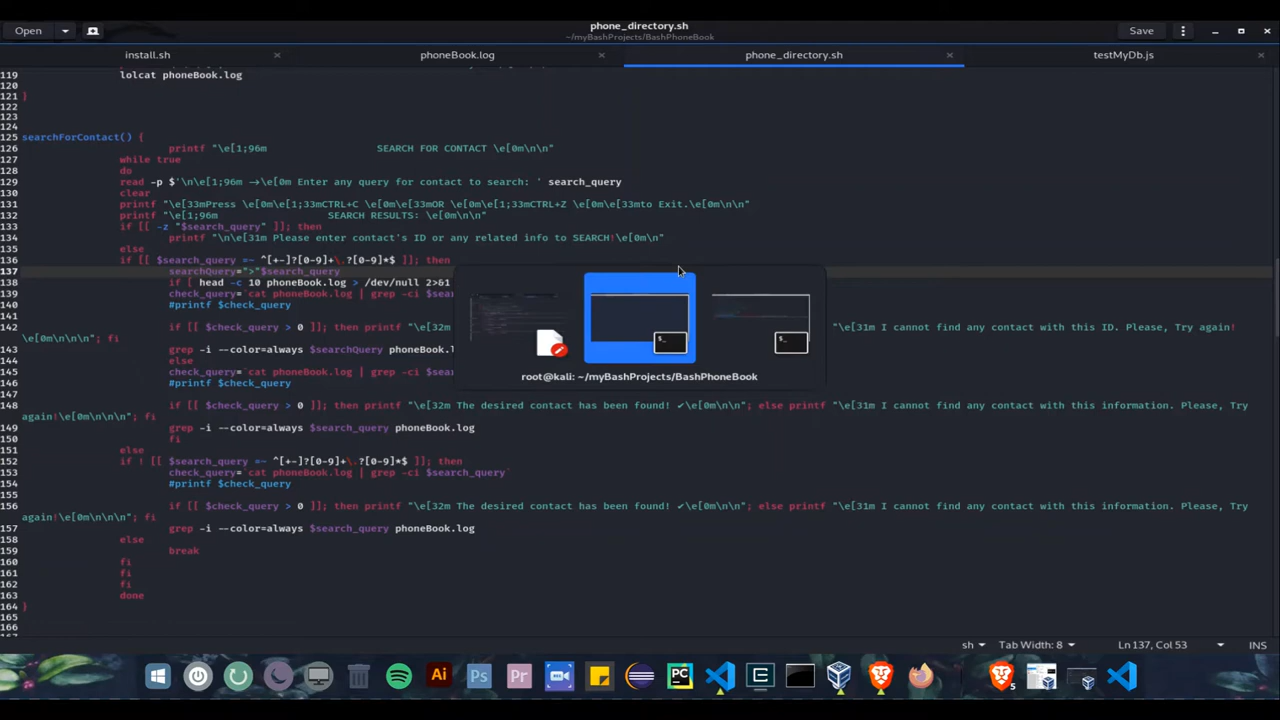 phone_directory.sh
Open ~/myBashProjects/BashPhoneBook Save
install.sh × phoneBook.log × phone_directory.sh × testMyDb.js ×
119 lolcat phoneBook.log
120
121 }
122
123
124
125 searchForContact() {
126 printf "\e[1;96m SEARCH FOR CONTACT \e[0m\n\n"
127 while true
128 do
129 read -p $'\n\e[1;96m →\e[0m Enter any query for contact to search: ' search_query
130 clear
131 printf "\e[33mPress \e[0m\e[1;33mCTRL+C \e[0m\e[33mOR \e[0m\e[1;33mCTRL+Z \e[0m\e[33mto Exit.\e[0m\n\n"
132 printf "\e[1;96m SEARCH RESULTS: \e[0m\n\n"
133 if [[ -z "$search_query" ]]; then
134 printf "\n\e[31m Please enter contact's ID or any related info to SEARCH!\e[0m\n"
135 else
136 if [[ $search_query =~ ^[+-]?[0-9]+\.?[0-9]*$ ]]; then
137 searchQuery=">"$search_query
138 if [ head -c 10 phoneBook.log > /dev/null 2>&1
139 check_query=`cat phoneBook.log | grep -ci $sea
140 #printf $check_query
141
142 if [[ $check_query > 0 ]]; then printf "\e[32m "\e[31m I cannot find any contact with this ID. Please, Try again!
\e[0m\n\n\n"; fi
143 grep -i --color=always $searchQuery phoneBook.l
144 else
145 check_query=`cat phoneBook.log | grep -ci $sea
146 #printf $check_query
147
148 if [[ $check_query > 0 ]]; then printf "\e[32m The desired contact has been found! ✔\e[0m\n\n"; else printf "\e[31m I cannot find any contact with this information. Please, Try
again!\e[0m\n\n\n"; fi
149 grep -i --color=always $search_query phoneBook.log
150 fi
151 else
152 if ! [[ $search_query =~ ^[+-]?[0-9]+\.?[0-9]*$ ]]; then
153 check_query=`cat phoneBook.log | grep -ci $search_query`
154 #printf $check_query
155
156 if [[ $check_query > 0 ]]; then printf "\e[32m The desired contact has been found! ✔\e[0m\n\n"; else printf "\e[31m I cannot find any contact with this information. Please, Try
again!\e[0m\n\n\n"; fi
157 grep -i --color=always $search_query phoneBook.log
158 else
159 break
160 fi
161 fi
162 fi
163 done
164 }
165
166
root@kali: ~/myBashProjects/BashPhoneBook
sh Tab Width: 8 Ln 137, Col 53 INS